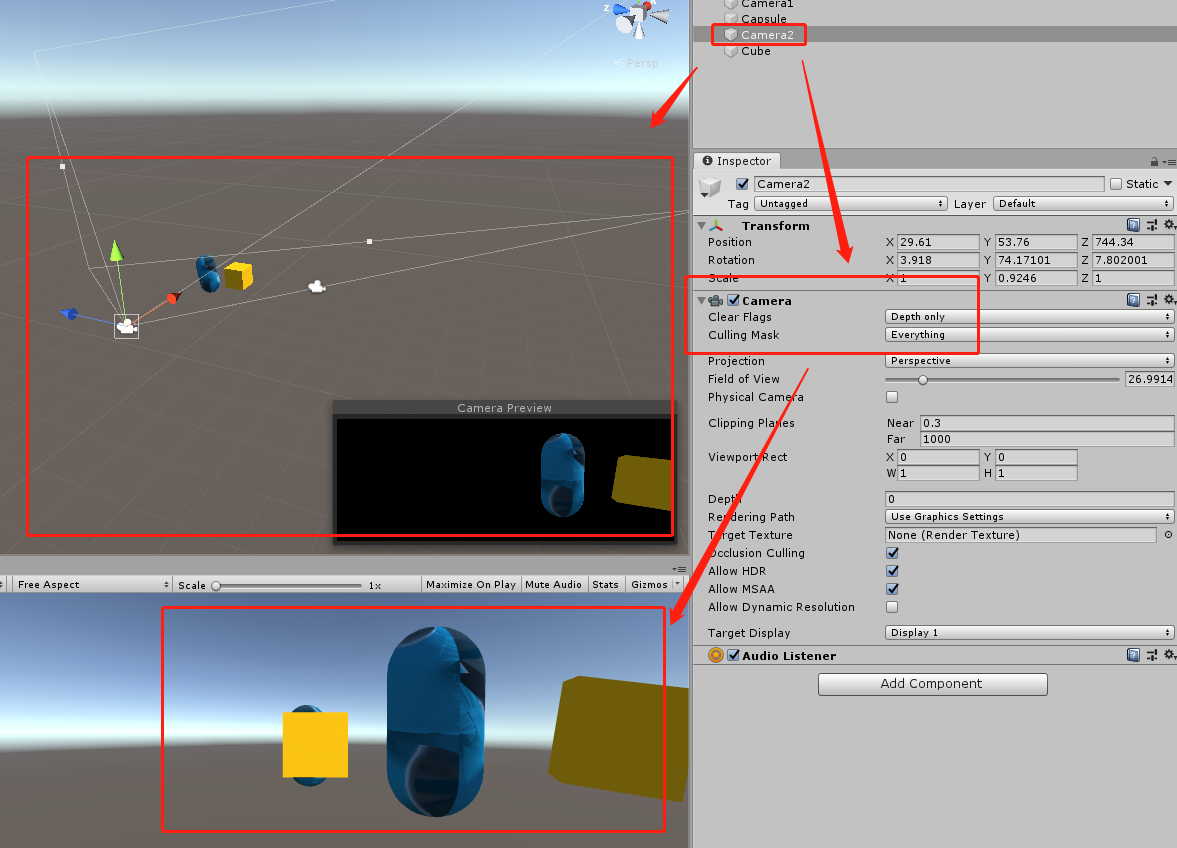 Z
Persp
Camera1
Capsule
Camera2
Cube
Camera Preview
Free Aspect
Scale
1x
Maximize On Play
Mute Audio
Stats
Gizmos
Inspector
Camera2
Static
Tag
Untagged
Layer
Default
Transform
Position X 29.61 Y 53.76 Z 744.34
Rotation X 3.918 Y 74.17101 Z 7.802001
Scale X 1 Y 0.9246 Z 1
Camera
Clear Flags Depth only
Culling Mask Everything
Projection Perspective
Field of View 26.9914
Physical Camera
Clipping Planes Near 0.3
Far 1000
Viewport Rect X 0 Y 0
W 1 H 1
Depth 0
Rendering Path Use Graphics Settings
Target Texture None (Render Texture)
Occlusion Culling
Allow HDR
Allow MSAA
Allow Dynamic Resolution
Target Display Display 1
Audio Listener
Add Component